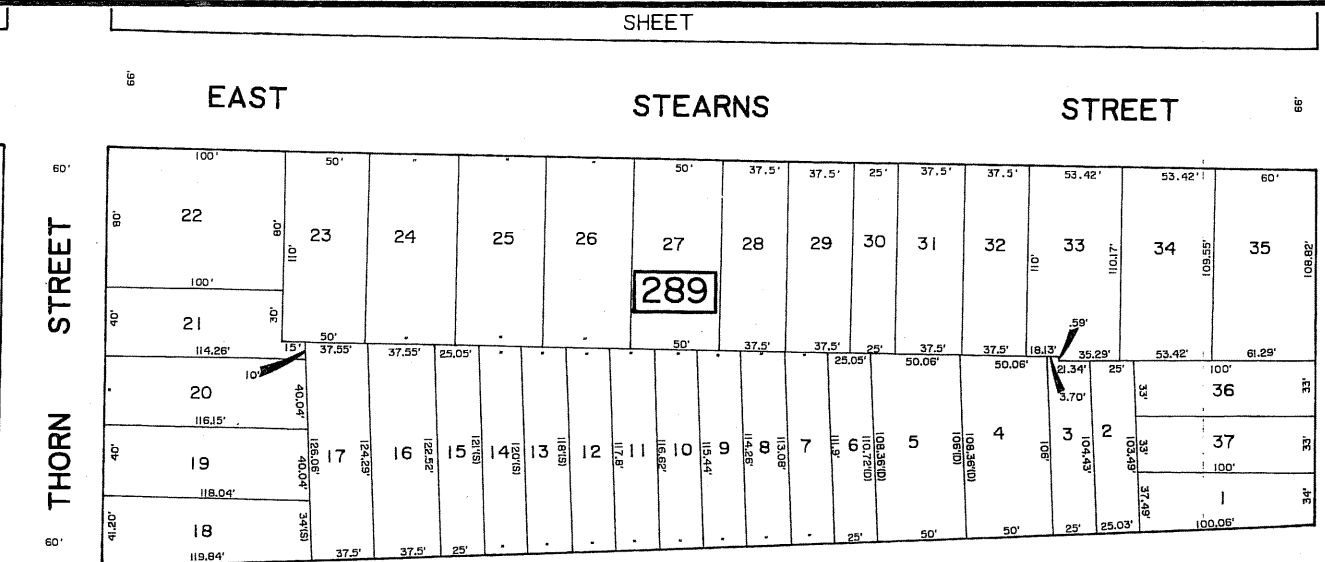 SHEET
66'
EAST STEARNS STREET
66'
60'
100' 50' " " " 50' 37.5' 37.5' 25' 37.5' 37.5' 53.42' 53.42' 60'
80' 22 80' 110' 23 24 25 26 27 28 29 30 31 32 110' 33 110.17' 34 109.55' 35 108.82'
289
100'
40' 21 30'
114.26' 15'
50' " " " 50' 37.5' 37.5' 25' 37.5' 37.5' 18.13' .59' 35.29' 53.42' 61.29'
THORN STREET
10'
37.55' 37.55' 25.05' " " " " " " " " 25.05' 50.06' 50.06' 21.34' 25' 100'
3.70'
" 20 40.04'
116.15'
40' 19 40.04'
118.04'
41.20' 18 34'(S)
119.84'
60'
126.06' 17 124.29' 16 122.52' 15 121'(S) 14 120'(S) 13 118'(S) 12 117.8' 11 116.62' 10 115.44' 9 114.26' 8 113.08' 7 111.9' 6 110.72'(D) 108.36'(D) 5 106'(D) 108.36'(D) 4 106' 3 104.43' 2 103.49'
33' 36 33'
33' 37 33'
100'
37.49' 1 34'
100.06'
37.5' 37.5' 25' " " " " " " " " 25' 50' 50' 25' 25.03'